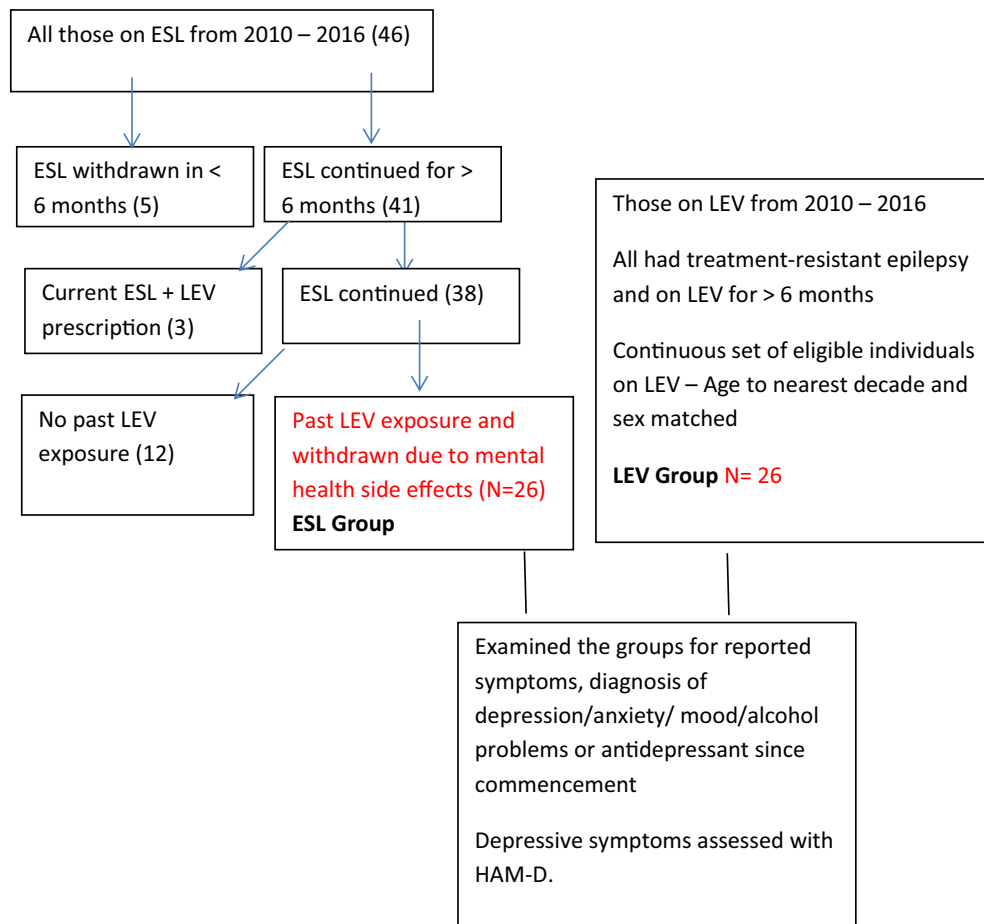 All those on ESL from 2010 – 2016 (46)
ESL withdrawn in <
6 months (5)
ESL continued for >
6 months (41)
Current ESL + LEV
prescription (3)
ESL continued (38)
No past LEV
exposure (12)
Past LEV exposure and
withdrawn due to mental
health side effects (N=26)
ESL Group
Those on LEV from 2010 – 2016
All had treatment-resistant epilepsy
and on LEV for > 6 months
Continuous set of eligible individuals
on LEV – Age to nearest decade and
sex matched
LEV Group N= 26
Examined the groups for reported
symptoms, diagnosis of
depression/anxiety/ mood/alcohol
problems or antidepressant since
commencement
Depressive symptoms assessed with
HAM-D.